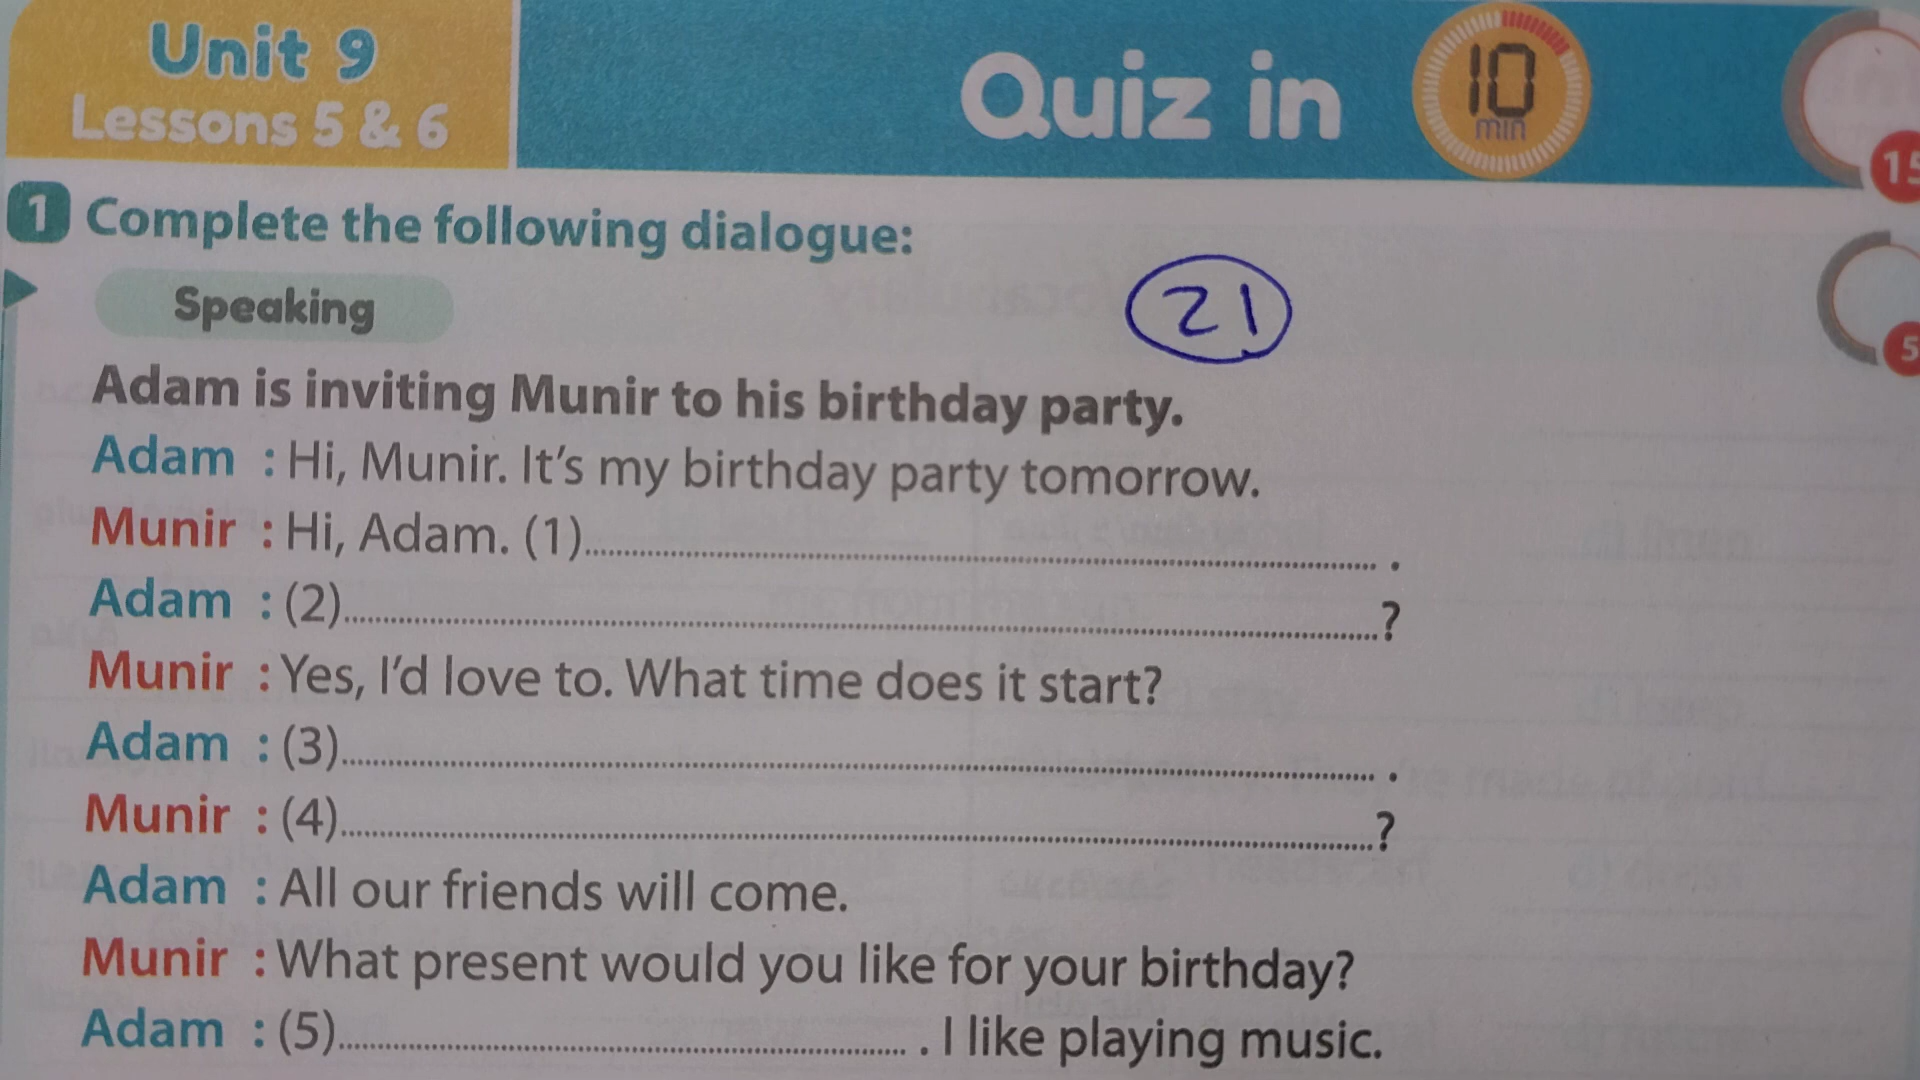 Unit 9
Lessons 5 & 6
Quiz in
10
min
15
1 Complete the following dialogue:
5
Speaking
21
Adam is inviting Munir to his birthday party.
Adam : Hi, Munir. It's my birthday party tomorrow.
Munir : Hi, Adam. (1).................................................. .
Adam : (2)..................................................?
Munir : Yes, I'd love to. What time does it start?
Adam : (3).................................................. .
Munir : (4)..................................................?
Adam : All our friends will come.
Munir : What present would you like for your birthday?
Adam : (5).................................................. . I like playing music.